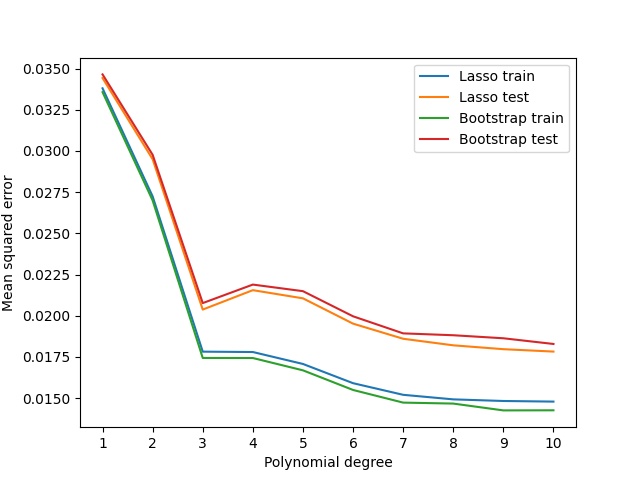 0.0350
0.0325
0.0300
0.0275
0.0250
0.0225
0.0200
0.0175
0.0150
Mean squared error
Lasso train
Lasso test
Bootstrap train
Bootstrap test
1 2 3 4 5 6 7 8 9 10
Polynomial degree